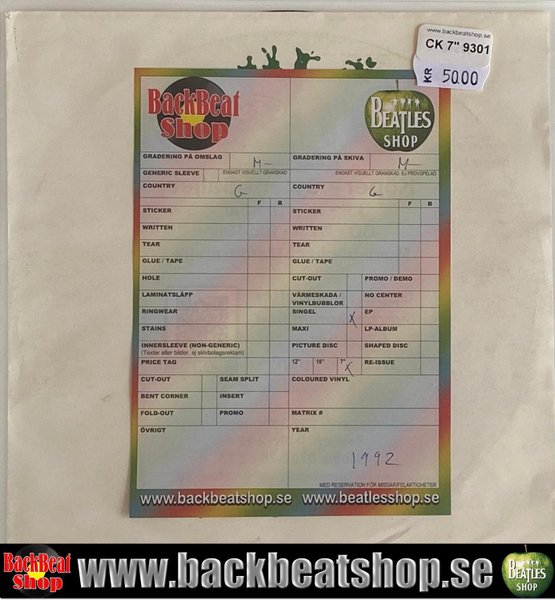 www.backbeatshop.se
CK 7" 9301
KR 50.00
BackBeat Shop
BEATLES SHOP
GRADERING PÅ OMSLAG M- GRADERING PÅ SKIVA M-
GENERIC SLEEVE ENDAST VISUELLT GRANSKAD ENDAST VISUELLT GRANSKAD, EJ PROVSPELAD
COUNTRY G COUNTRY G
F B F B
STICKER STICKER
WRITTEN WRITTEN
TEAR TEAR
GLUE / TAPE GLUE / TAPE
HOLE CUT-OUT PROMO / DEMO
LAMINATSLÄPP VÄRMESKADA / VINYLBUBBLOR NO CENTER
RINGWEAR SINGEL X EP
STAINS MAXI LP-ALBUM
INNERSLEEVE (NON-GENERIC) PICTURE DISC SHAPED DISC
(Texter eller bilder, ej skivbolagsreklam)
PRICE TAG 12" 10" 7" X RE-ISSUE
CUT-OUT SEAM SPLIT COLOURED VINYL
BENT CORNER INSERT
FOLD-OUT PROMO MATRIX #
ÖVRIGT YEAR
1992
MED RESERVATION FÖR MISSAR/FELAKTIGHETER
www.backbeatshop.se www.beatlesshop.se
BackBeat Shop www.backbeatshop.se BEATLES SHOP